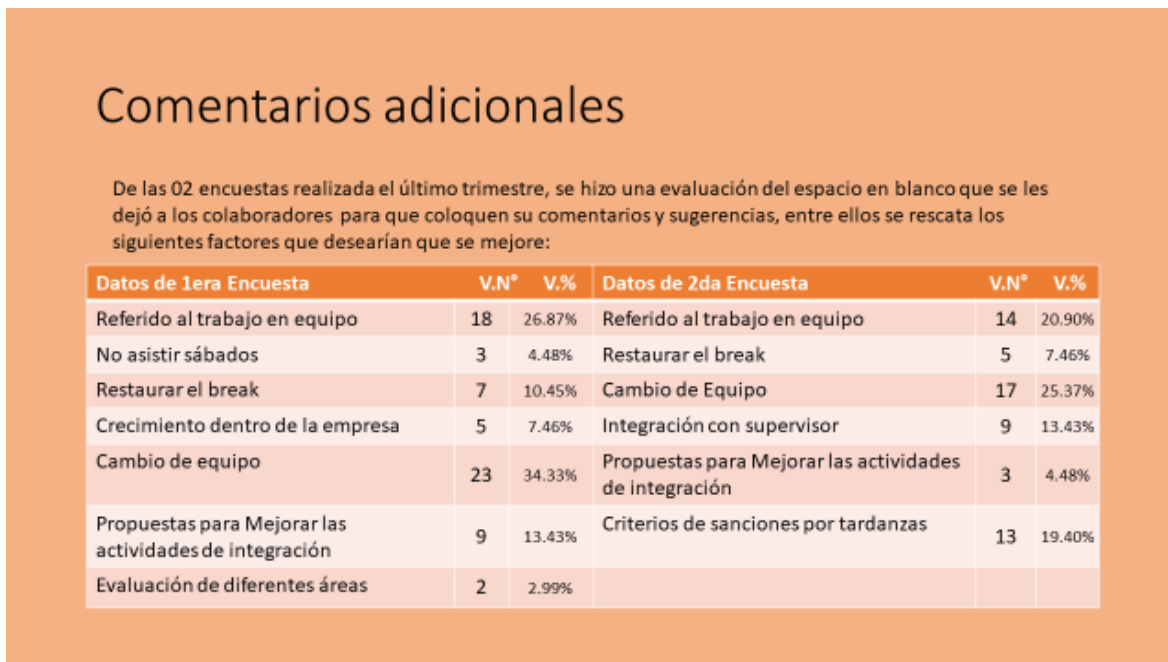 Comentarios adicionales
De las 02 encuestas realizada el último trimestre, se hizo una evaluación del espacio en blanco que se les
dejó a los colaboradores para que coloquen su comentarios y sugerencias, entre ellos se rescata los
siguientes factores que desearían que se mejore:
Datos de 1era Encuesta V.N° V.% Datos de 2da Encuesta V.N° V.%
Referido al trabajo en equipo 18 26.87% Referido al trabajo en equipo 14 20.90%
No asistir sábados 3 4.48% Restaurar el break 5 7.46%
Restaurar el break 7 10.45% Cambio de Equipo 17 25.37%
Crecimiento dentro de la empresa 5 7.46% Integración con supervisor 9 13.43%
Cambio de equipo 23 34.33% Propuestas para Mejorar las actividades
de integración 3 4.48%
Propuestas para Mejorar las
actividades de integración 9 13.43% Criterios de sanciones por tardanzas 13 19.40%
Evaluación de diferentes áreas 2 2.99%